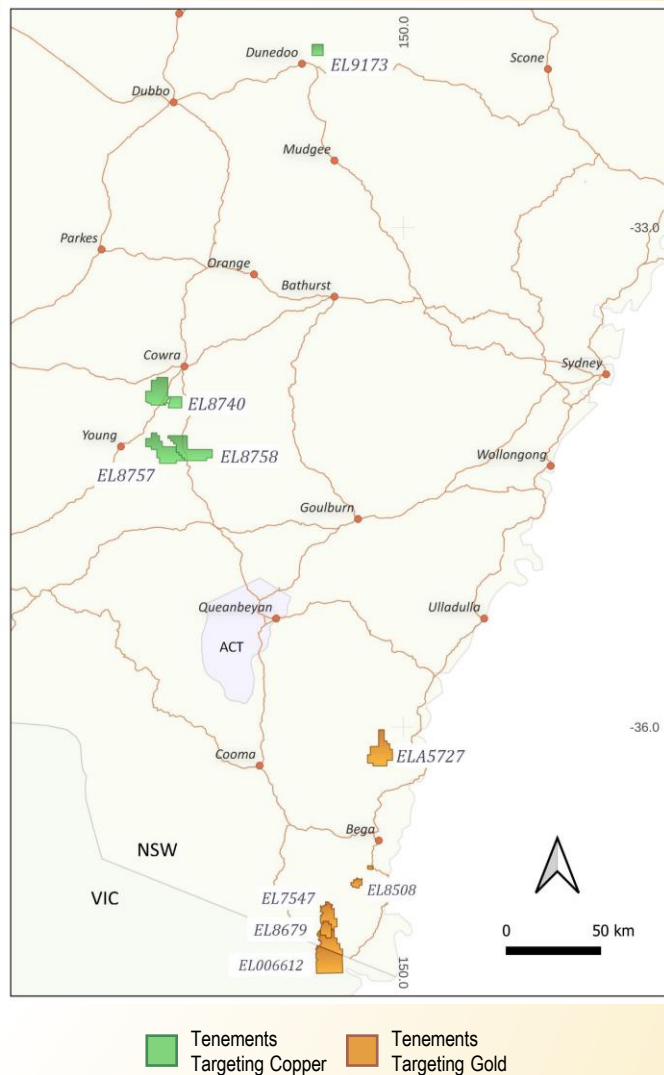 150.0
Dunedoo
EL9173
Scone
Dubbo
Mudgee
-33.0
Parkes
Orange
Bathurst
Cowra
Sydney
EL8740
Young
EL8758
Wollongong
EL8757
Goulburn
Queanbeyan
Ulladulla
ACT
-36.0
Cooma
ELA5727
Bega
NSW
VIC
EL8508
EL7547
EL8679
0 50 km
EL006612
150.0
Tenements
Targeting Copper
Tenements
Targeting Gold